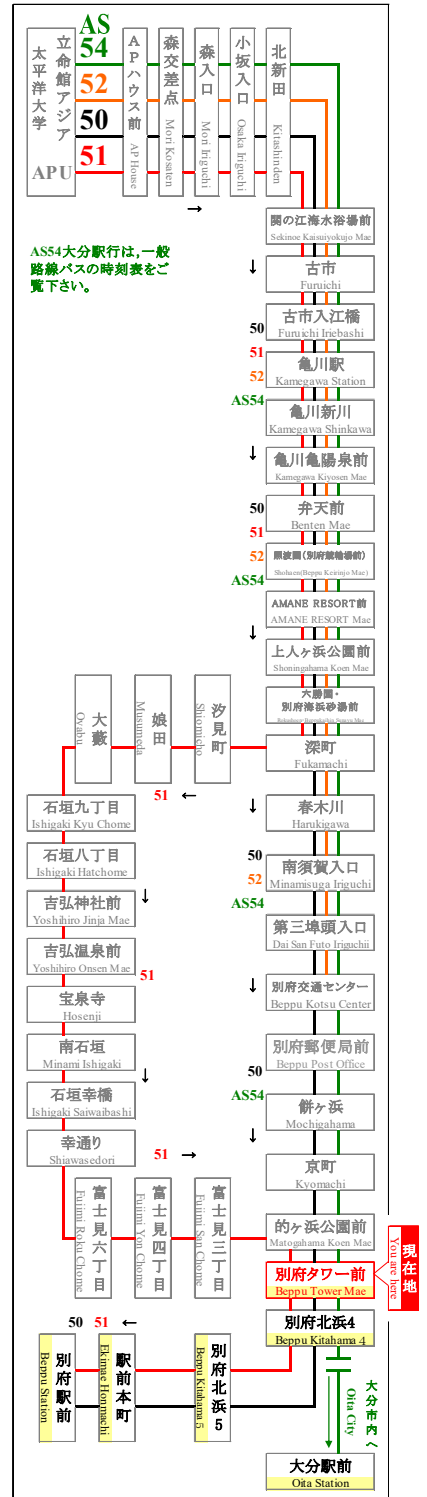 AS
54
52
50
51
立命館アジア
太平洋大学
APU
APハウス前
AP House
森交差点
Mori Kosaten
森入口
Mori Iriguchi
小坂入口
Osaka Iriguchi
北新田
Kitashinden
→
関の江海水浴場前
Sekinoe Kaisuiyokujo Mae
AS54大分駅行は,一般
路線バスの時刻表をご
覧下さい。
↓
古市
Furuichi
古市入江橋
Furuichi Iriebashi
50
51
52
AS54
亀川駅
Kamegawa Station
亀川新川
Kamegawa Shinkawa
↓
亀川亀陽泉前
Kamegawa Kiyosen Mae
50
51
52
AS54
弁天前
Benten Mae
照波園(別府競輪場前)
Shohaen(Beppu Keirinjo Mae)
AMANE RESORT前
AMANE RESORT Mae
↓
上人ヶ浜公園前
Shoningahama Koen Mae
六勝園・
別府海浜砂湯前
深町
Fukamachi
汐見町
Shiomicho
娘田
Musumeda
大藪
Oyabu
51 ←
石垣九丁目
Ishigaki Kyu Chome
石垣八丁目
Ishigaki Hatchome
↓
吉弘神社前
Yoshihiro Jinja Mae
吉弘温泉前
Yoshihiro Onsen Mae
51
宝泉寺
Hosenji
南石垣
Minami Ishigaki
↓
石垣幸橋
Ishigaki Saiwaibashi
幸通り
Shiawasedori
51 →
富士見六丁目
Fujimi Roku Chome
富士見四丁目
Fujimi Yon Chome
富士見三丁目
Fujimi San Chome
↓
春木川
Harukigawa
50
52
AS54
南須賀入口
Minamisuga Iriguchi
第三埠頭入口
Dai San Futo Iriguchii
↓
別府交通センター
Beppu Kotsu Center
別府郵便局前
Beppu Post Office
50
AS54
餅ヶ浜
Mochigahama
↓
京町
Kyomachi
的ヶ浜公園前
Matogahama Koen Mae
別府タワー前
Beppu Tower Mae
現在地
You are here
別府北浜4
Beppu Kitahama 4
50 51 ←
別府北浜5
Beppu Kitahama 5
駅前本町
Ekimae Honmachi
別府駅前
Beppu Station
大分市内へ
Oita City
↓
大分駅前
Oita Station